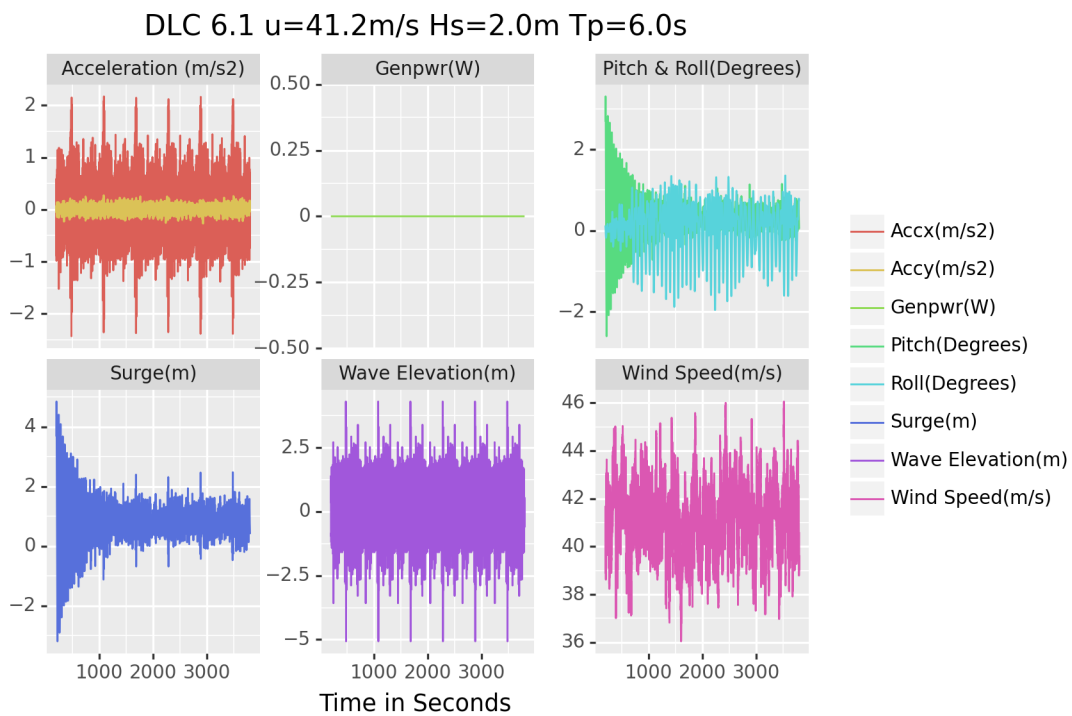 DLC 6.1 u=41.2m/s Hs=2.0m Tp=6.0s
Acceleration (m/s2)
Genpwr(W)
Pitch & Roll(Degrees)
2
1
0
−1
−2
0.50
0.25
0
−0.25
−0.50
2
0
−2
Surge(m)
Wave Elevation(m)
Wind Speed(m/s)
4
2
0
−2
2.5
0
−2.5
−5
46
44
42
40
38
36
1000 2000 3000
1000 2000 3000
1000 2000 3000
Time in Seconds
Accx(m/s2)
Accy(m/s2)
Genpwr(W)
Pitch(Degrees)
Roll(Degrees)
Surge(m)
Wave Elevation(m)
Wind Speed(m/s)